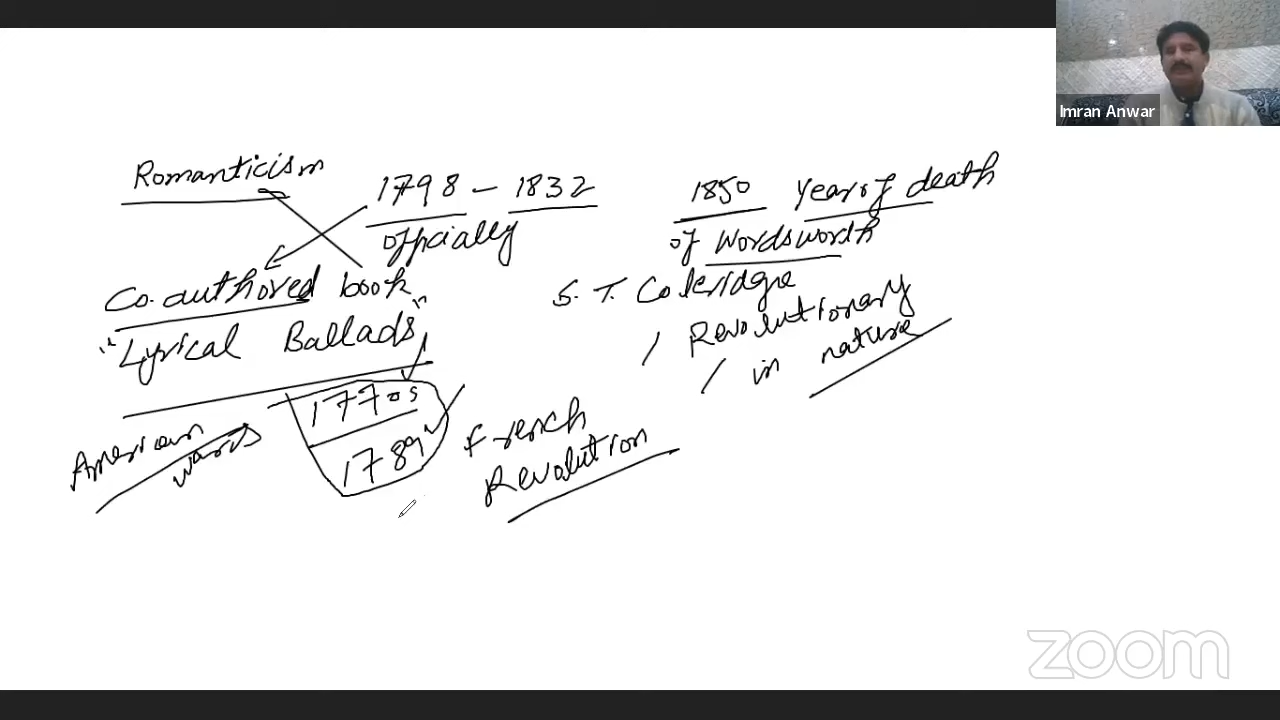 Imran Anwar
Romanticism
1798 - 1832
officially
1850 Year of death
of Wordsworth
S. T. Coleridge
Co-authored book
"Lyrical Ballads"
/ Revolutionary
/ in nature
1770s
1789
American
wars
French
Revolution
zoom